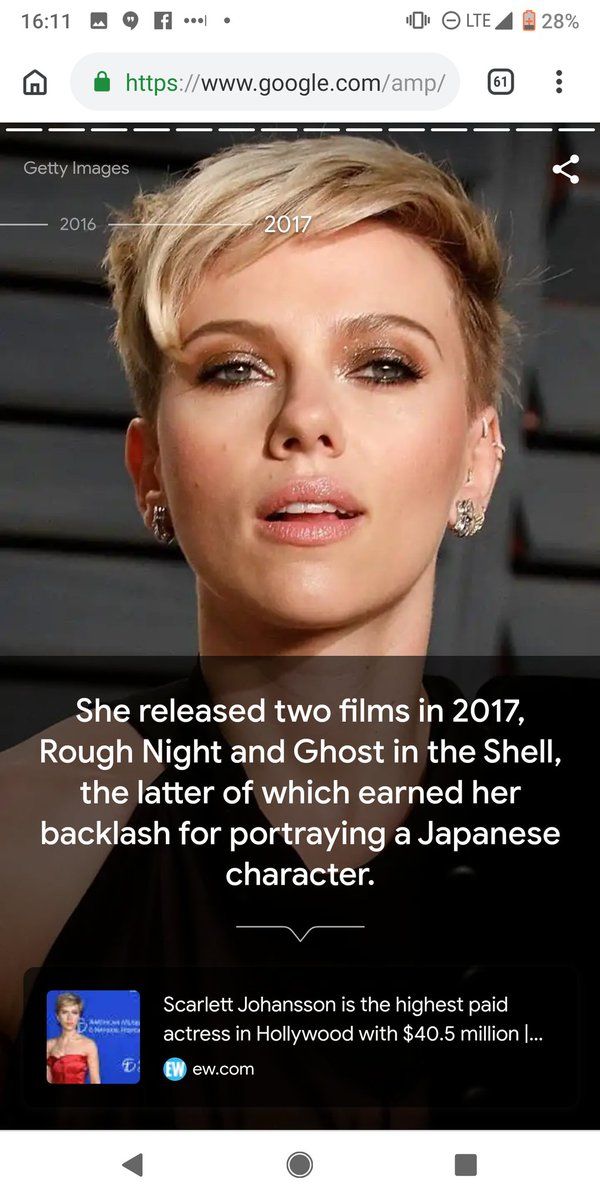 16:11
LTE
28%
https://www.google.com/amp/
61
Getty Images
2016
2017
She released two films in 2017,
Rough Night and Ghost in the Shell,
the latter of which earned her
backlash for portraying a Japanese
character.
Scarlett Johansson is the highest paid
actress in Hollywood with $40.5 million |...
EW ew.com